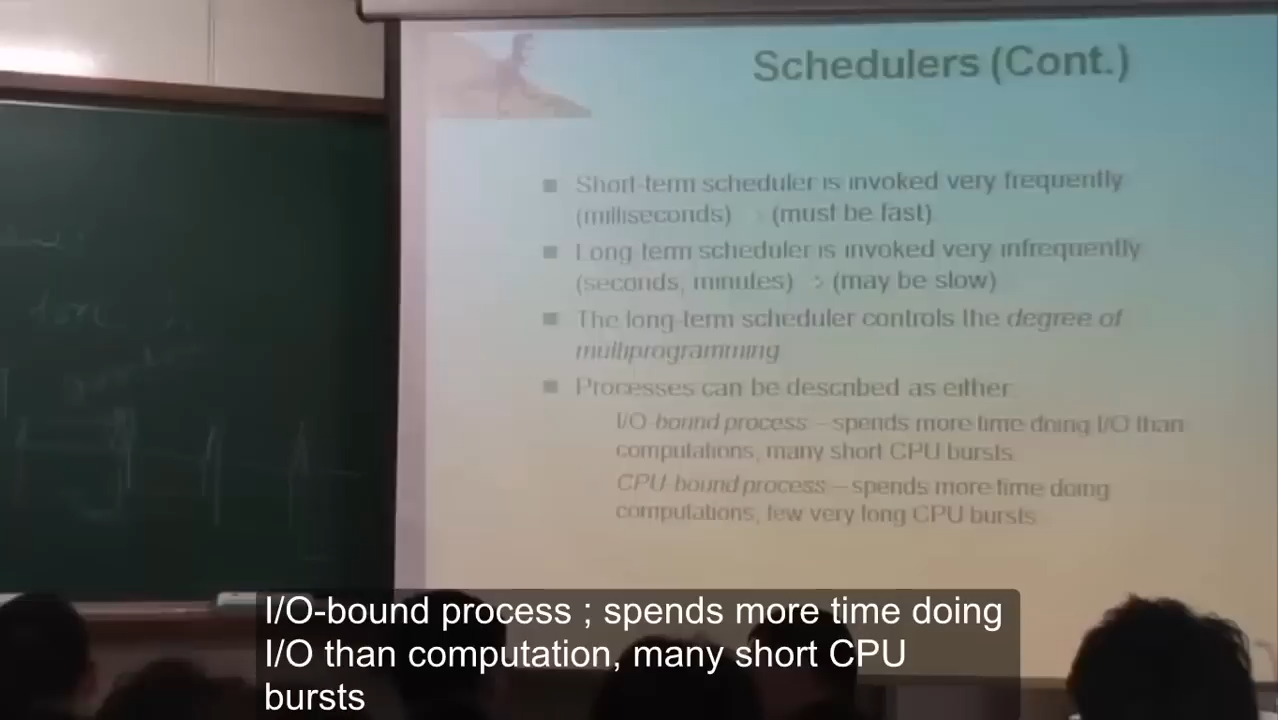 Schedulers (Cont.)
Short-term scheduler is invoked very frequently
(milliseconds) (must be fast)
Long-term scheduler is invoked very infrequently
(seconds, minutes) (may be slow)
The long-term scheduler controls the degree of
multiprogramming
Processes can be described as either:
I/O-bound process – spends more time doing I/O than
computations, many short CPU bursts
CPU-bound process – spends more time doing
computations, few very long CPU bursts
I/O-bound process ; spends more time doing
I/O than computation, many short CPU
bursts